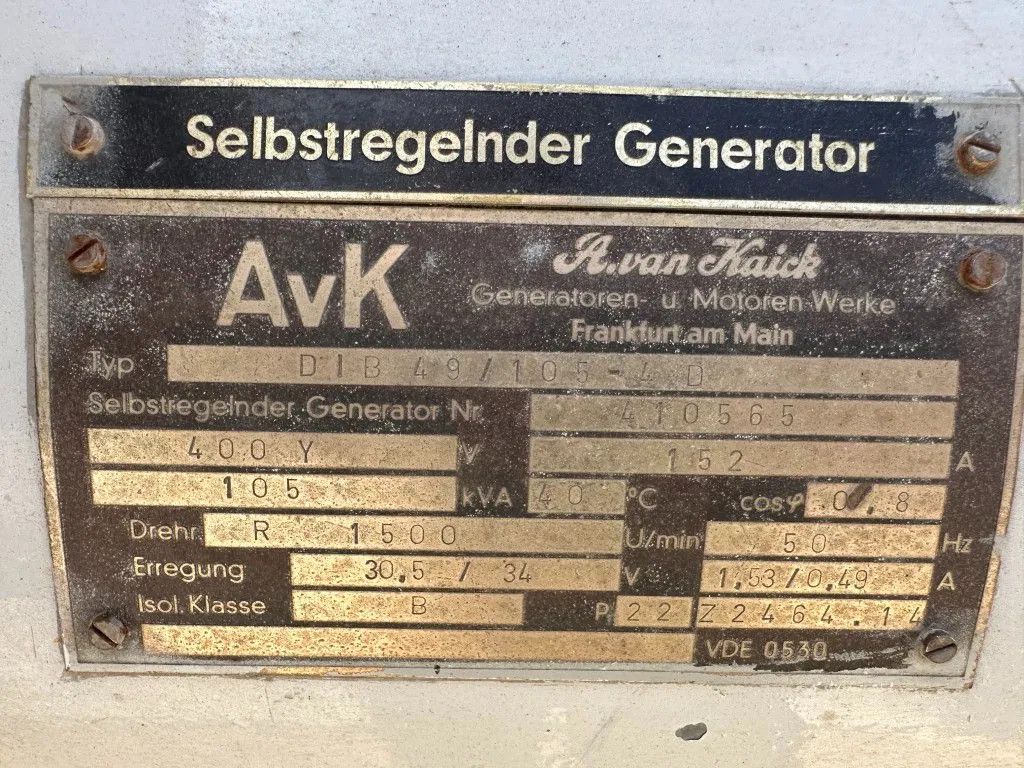 Selbstregelnder Generator
AvK A.van Kaick
Generatoren- u Motoren Werke
Frankfurt am Main
Typ DIB 49/105-4 D
Selbstregelnder Generator Nr 410565
400 Y V 152 A
105 kVA 40 °C cosφ 0,8
Drehr. R 1500 U/min 50 Hz
Erregung 30,5 / 34 V 1,53/0,49 A
Isol. Klasse B P 22 Z2464.14
VDE 0530